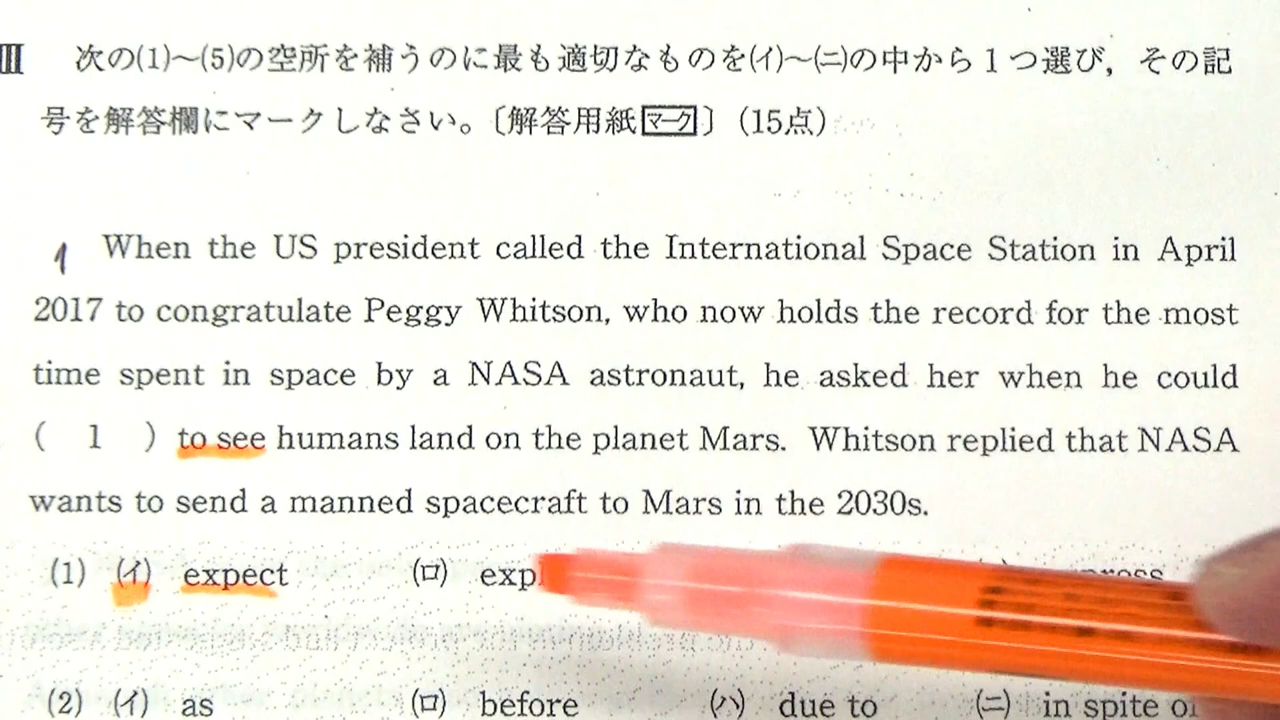 Ⅲ 次の(1)〜(5)の空所を補うのに最も適切なものを(イ)〜(ニ)の中から1つ選び，その記
号を解答欄にマークしなさい。〔解答用紙マーク〕（15点）
1 When the US president called the International Space Station in April
2017 to congratulate Peggy Whitson, who now holds the record for the most
time spent in space by a NASA astronaut, he asked her when he could
( 1 ) to see humans land on the planet Mars. Whitson replied that NASA
wants to send a manned spacecraft to Mars in the 2030s.
(1) (イ) expect (ロ)
(2) (イ) as (ロ) before (ハ) due to (ニ) in spite of